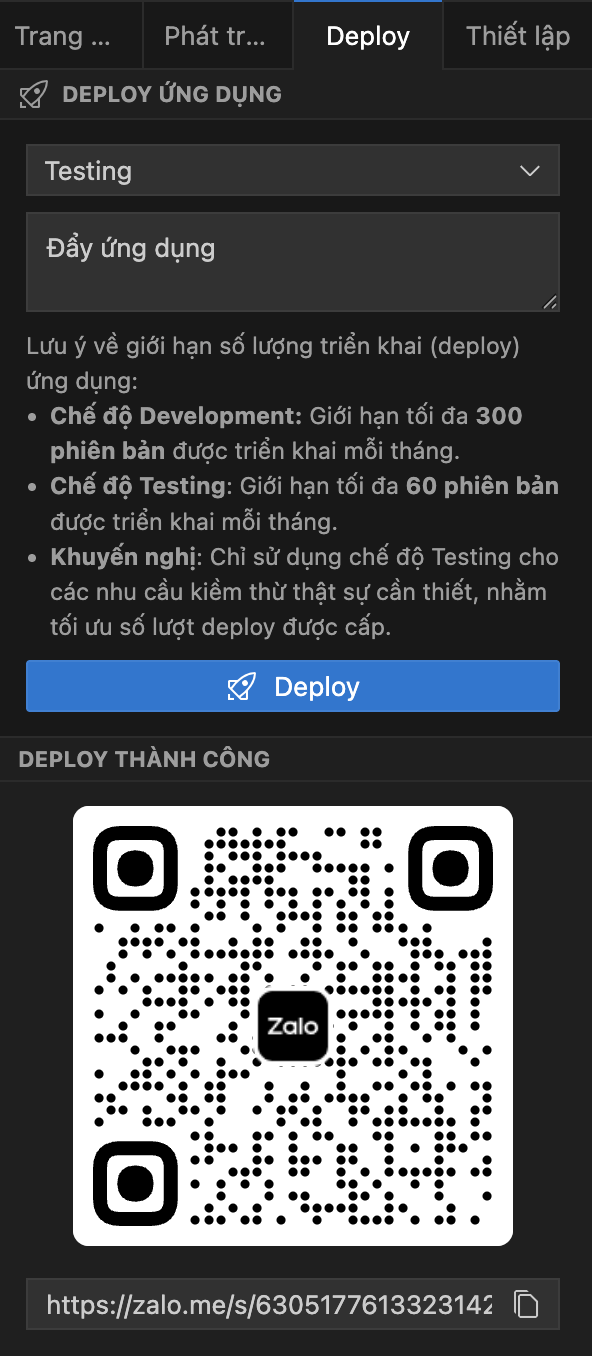 Trang ...
Phát tr...
Deploy
Thiết lập
DEPLOY ỨNG DỤNG
Testing
Đẩy ứng dụng
Lưu ý về giới hạn số lượng triển khai (deploy)
ứng dụng:
• Chế độ Development: Giới hạn tối đa 300
phiên bản được triển khai mỗi tháng.
• Chế độ Testing: Giới hạn tối đa 60 phiên bản
được triển khai mỗi tháng.
• Khuyến nghị: Chỉ sử dụng chế độ Testing cho
các nhu cầu kiềm thừ thật sự cần thiết, nhằm
tối ưu số lượt deploy được cấp.
Deploy
DEPLOY THÀNH CÔNG
Zalo
https://zalo.me/s/6305177613323142